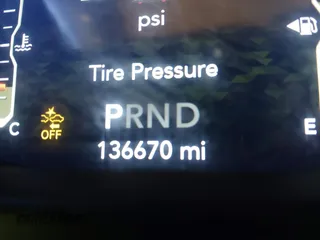 psi
Tire Pressure
PRND
C OFF E
136670 mi